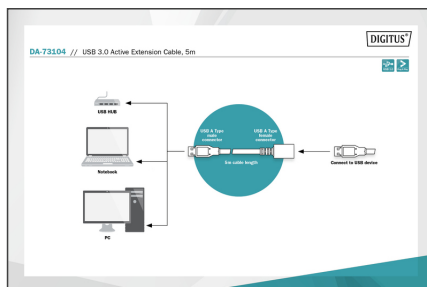 DIGITUS®
DA-73104 // USB 3.0 Active Extension Cable, 5m
USB HUB
USB A Type
male
connector
USB A Type
female
connector
Notebook
5m cable length
Connect to USB device
PC